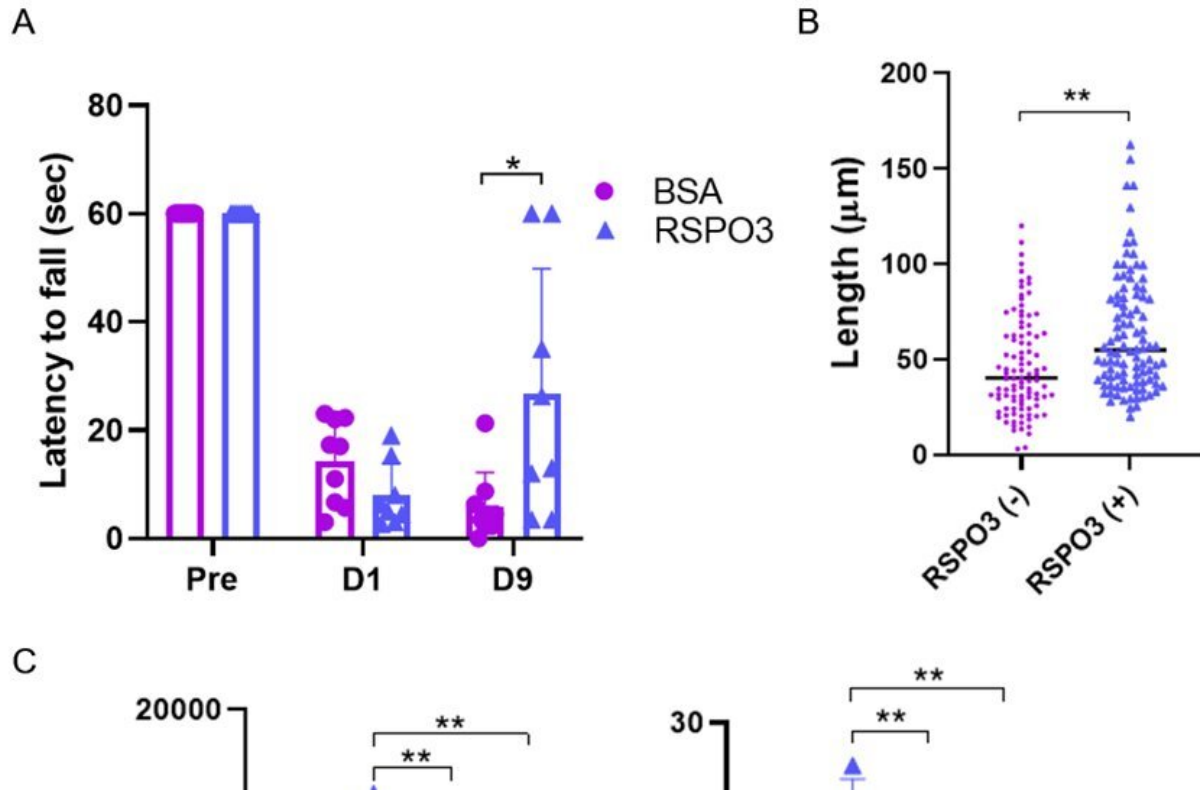 A
B
80
60
40
20
0
Latency to fall (sec)
Pre
D1
D9
*
BSA
RSPO3
200
150
100
50
0
Length (μm)
**
RSPO3 (-)
RSPO3 (+)
C
20000
**
**
30
**
**